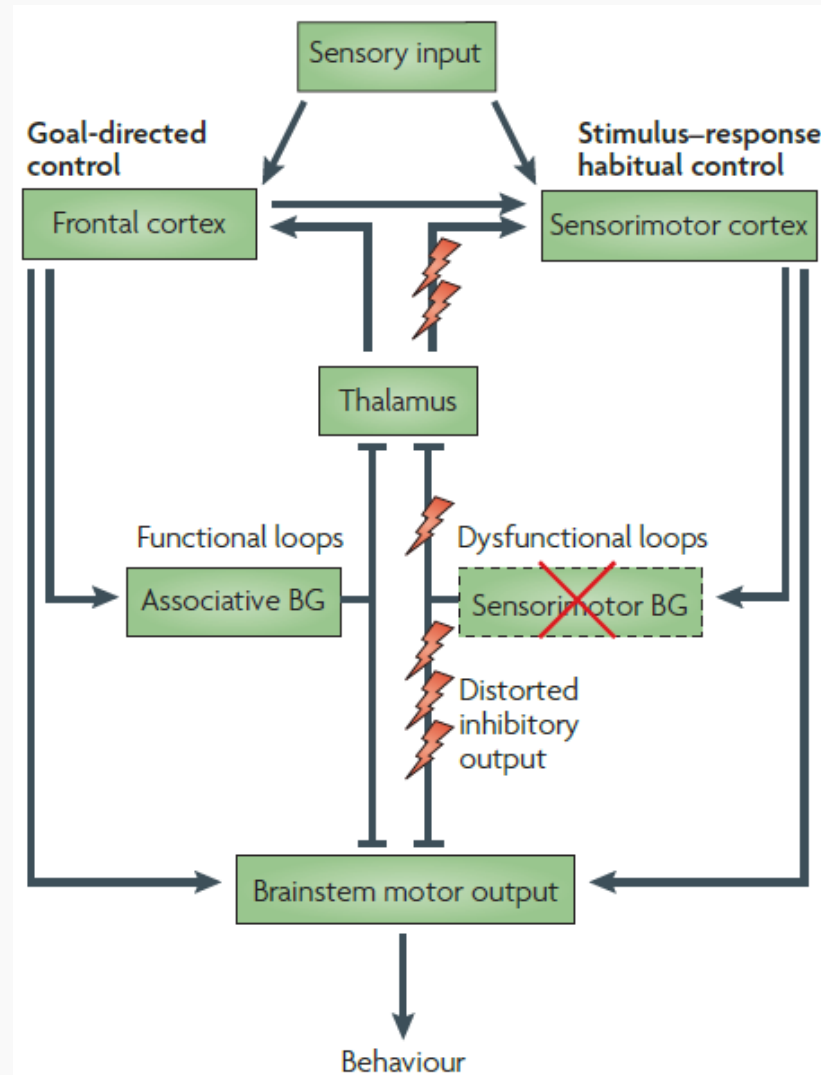 Sensory input
Goal-directed
control
Stimulus–response
habitual control
Frontal cortex
Sensorimotor cortex
Thalamus
Functional loops
Dysfunctional loops
Associative BG
Sensorimotor BG
Distorted
inhibitory
output
Brainstem motor output
Behaviour